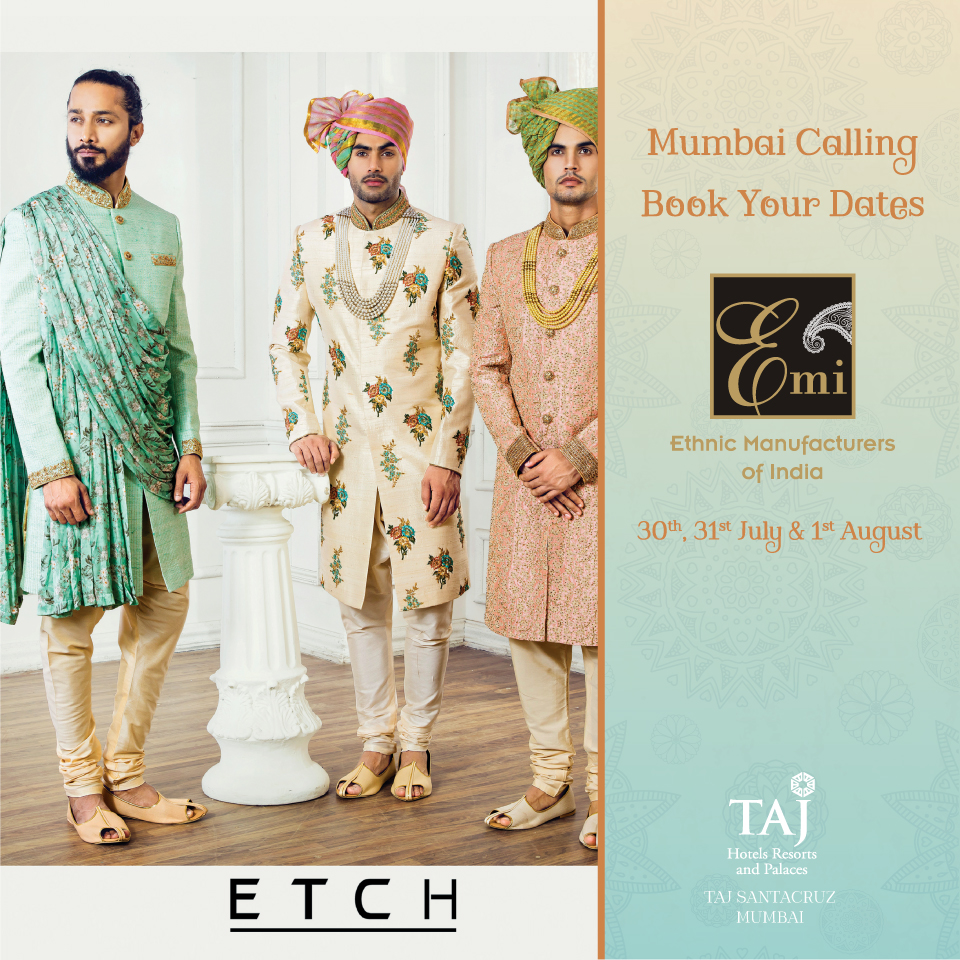 Mumbai Calling
Book Your Dates
Emi
Ethnic Manufacturers
of India
30th, 31st July & 1st August
TAJ
Hotels Resorts
and Palaces
TAJ SANTACRUZ
MUMBAI
ETCH